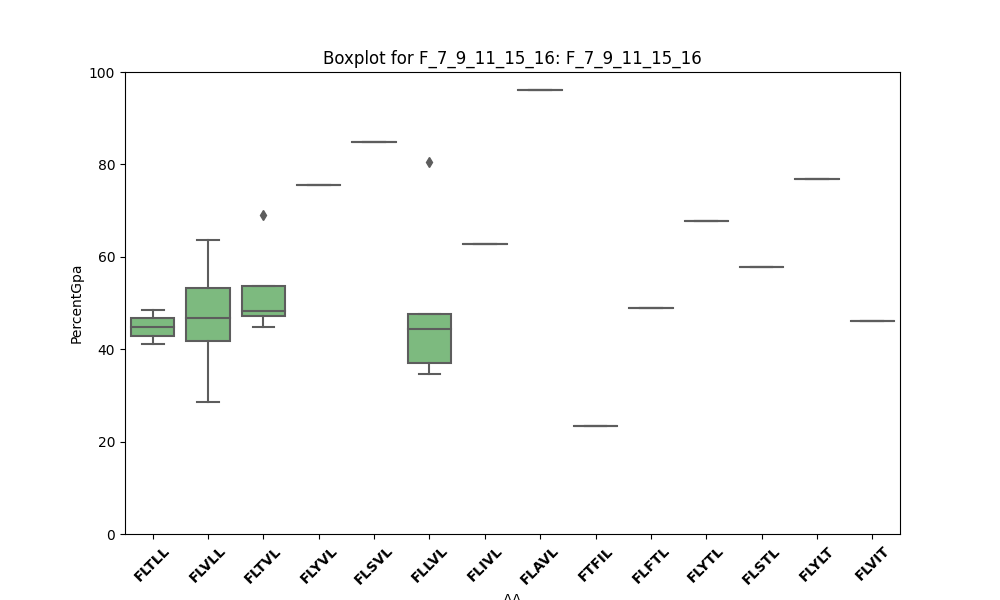 Boxplot for F_7_9_11_15_16: F_7_9_11_15_16
100
80
60
40
20
0
PercentGpa
FLTLL
FLVLL
FLTVL
FLYVL
FLSVL
FLLVL
FLIVL
FLAVL
FTFIL
FLFTL
FLYTL
FLSTL
FLYLT
FLVIT
AA